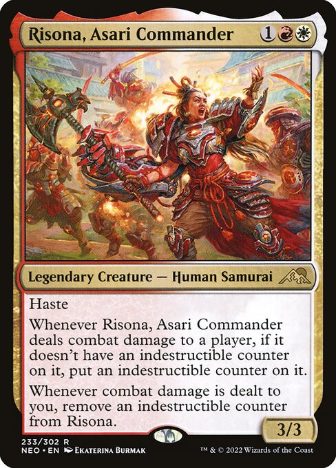 Risona, Asari Commander 1
Legendary Creature — Human Samurai
Haste
Whenever Risona, Asari Commander
deals combat damage to a player, if it
doesn't have an indestructible counter
on it, put an indestructible counter on it.
Whenever combat damage is dealt to
you, remove an indestructible counter
from Risona.
3/3
233/302 R
NEO • EN Ekaterina Burmak
™ & © 2022 Wizards of the Coast